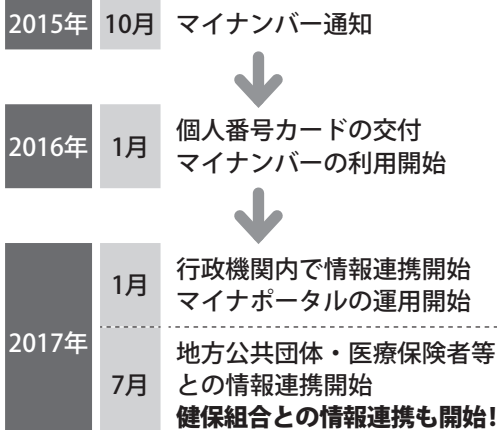 2015年 10月 マイナンバー通知
2016年 1月 個人番号カードの交付
マイナンバーの利用開始
2017年
1月 行政機関内で情報連携開始
マイナポータルの運用開始
7月 地方公共団体・医療保険者等
との情報連携開始
健保組合との情報連携も開始!